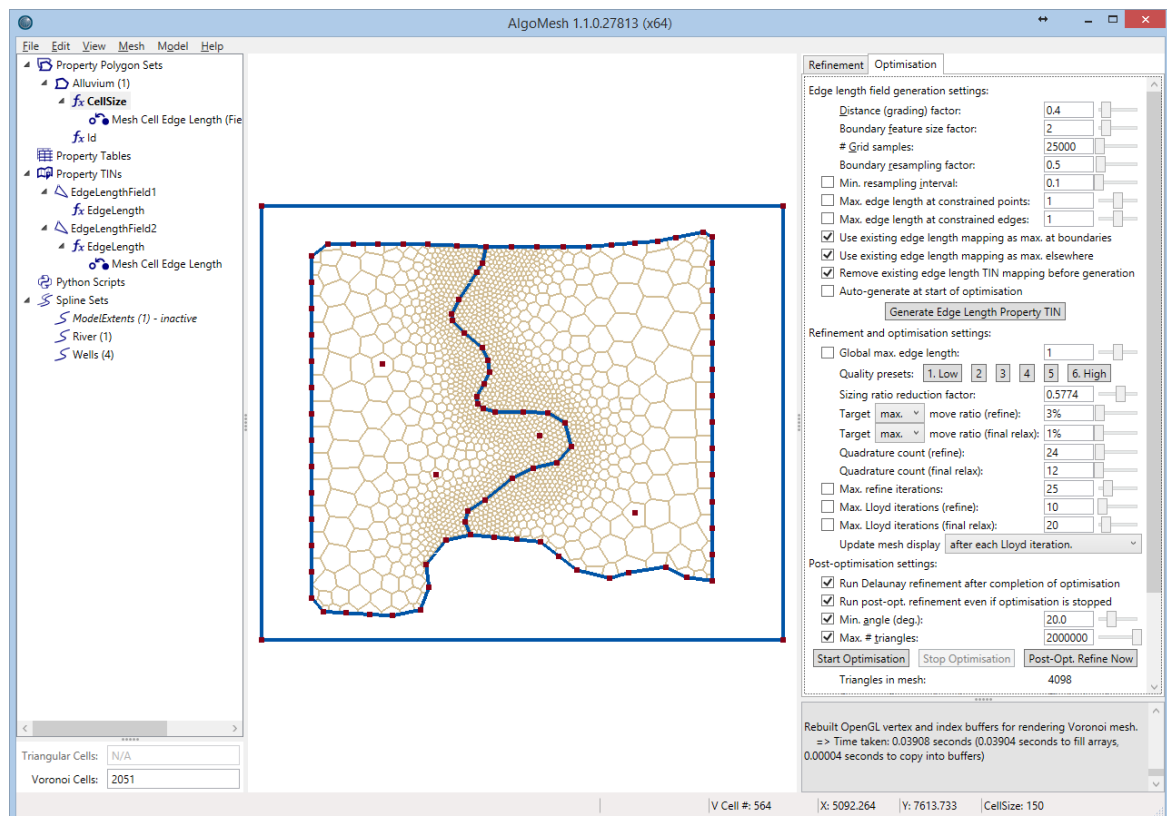 AlgoMesh 1.1.0.27813 (x64)
File Edit View Mesh Model Help
Property Polygon Sets
Alluvium (1)
fx CellSize
Mesh Cell Edge Length (Fie
fx Id
Property Tables
Property TINs
EdgeLengthField1
fx EdgeLength
EdgeLengthField2
fx EdgeLength
Mesh Cell Edge Length
Python Scripts
Spline Sets
ModelExtents (1) - inactive
River (1)
Wells (4)
Triangular Cells: N/A
Voronoi Cells: 2051
Refinement Optimisation
Edge length field generation settings:
Distance (grading) factor: 0.4
Boundary feature size factor: 2
# Grid samples: 25000
Boundary resampling factor: 0.5
Min. resampling interval: 0.1
Max. edge length at constrained points: 1
Max. edge length at constrained edges: 1
Use existing edge length mapping as max. at boundaries
Use existing edge length mapping as max. elsewhere
Remove existing edge length TIN mapping before generation
Auto-generate at start of optimisation
Generate Edge Length Property TIN
Refinement and optimisation settings:
Global max. edge length: 1
Quality presets: 1. Low 2 3 4 5 6. High
Sizing ratio reduction factor: 0.5774
Target max. move ratio (refine): 3%
Target max. move ratio (final relax): 1%
Quadrature count (refine): 24
Quadrature count (final relax): 12
Max. refine iterations: 25
Max. Lloyd iterations (refine): 10
Max. Lloyd iterations (final relax): 20
Update mesh display after each Lloyd iteration.
Post-optimisation settings:
Run Delaunay refinement after completion of optimisation
Run post-opt. refinement even if optimisation is stopped
Min. angle (deg.): 20.0
Max. # triangles: 2000000
Start Optimisation Stop Optimisation Post-Opt. Refine Now
Triangles in mesh: 4098
Rebuilt OpenGL vertex and index buffers for rendering Voronoi mesh.
=> Time taken: 0.03908 seconds (0.03904 seconds to fill arrays,
0.00004 seconds to copy into buffers)
V Cell #: 564 X: 5092.264 Y: 7613.733 CellSize: 150